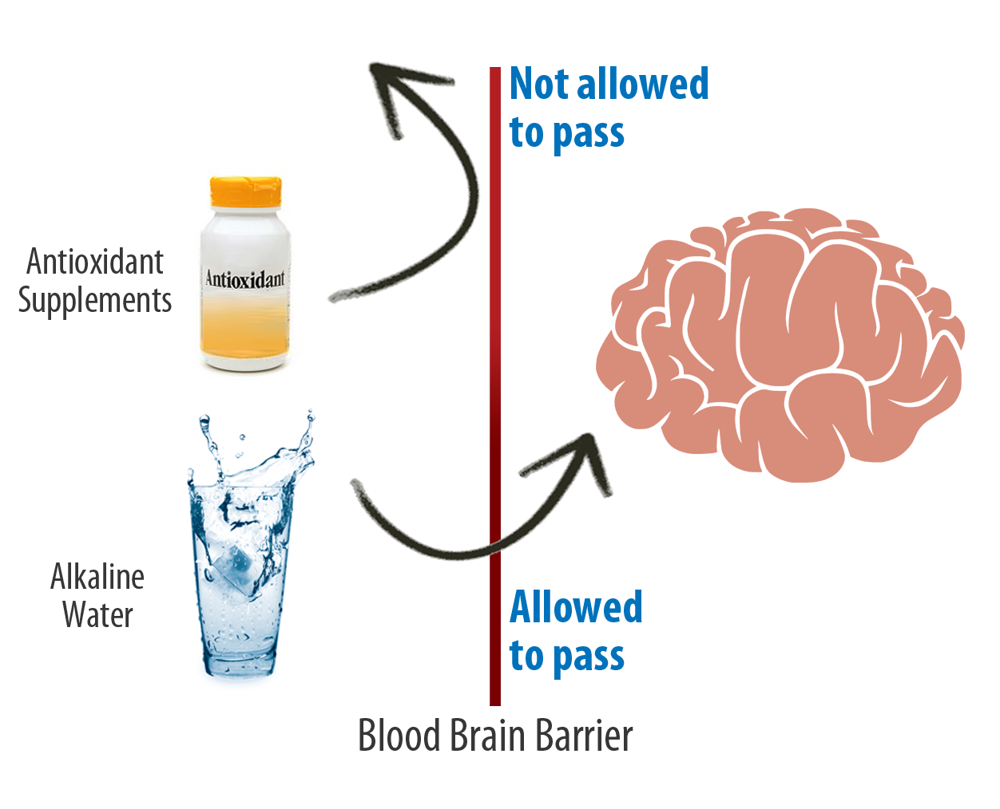 Not allowed
to pass
Antioxidant
Supplements
Antioxidant
Alkaline
Water
Allowed
to pass
Blood Brain Barrier